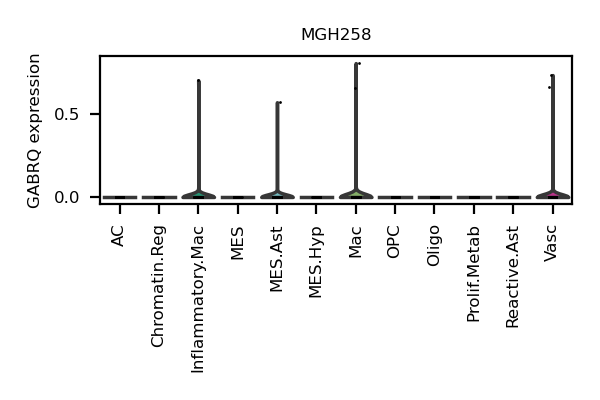 MGH258
GABRQ expression
0.5
0.0
AC
Chromatin.Reg
Inflammatory.Mac
MES
MES.Ast
MES.Hyp
Mac
OPC
Oligo
Prolif.Metab
Reactive.Ast
Vasc